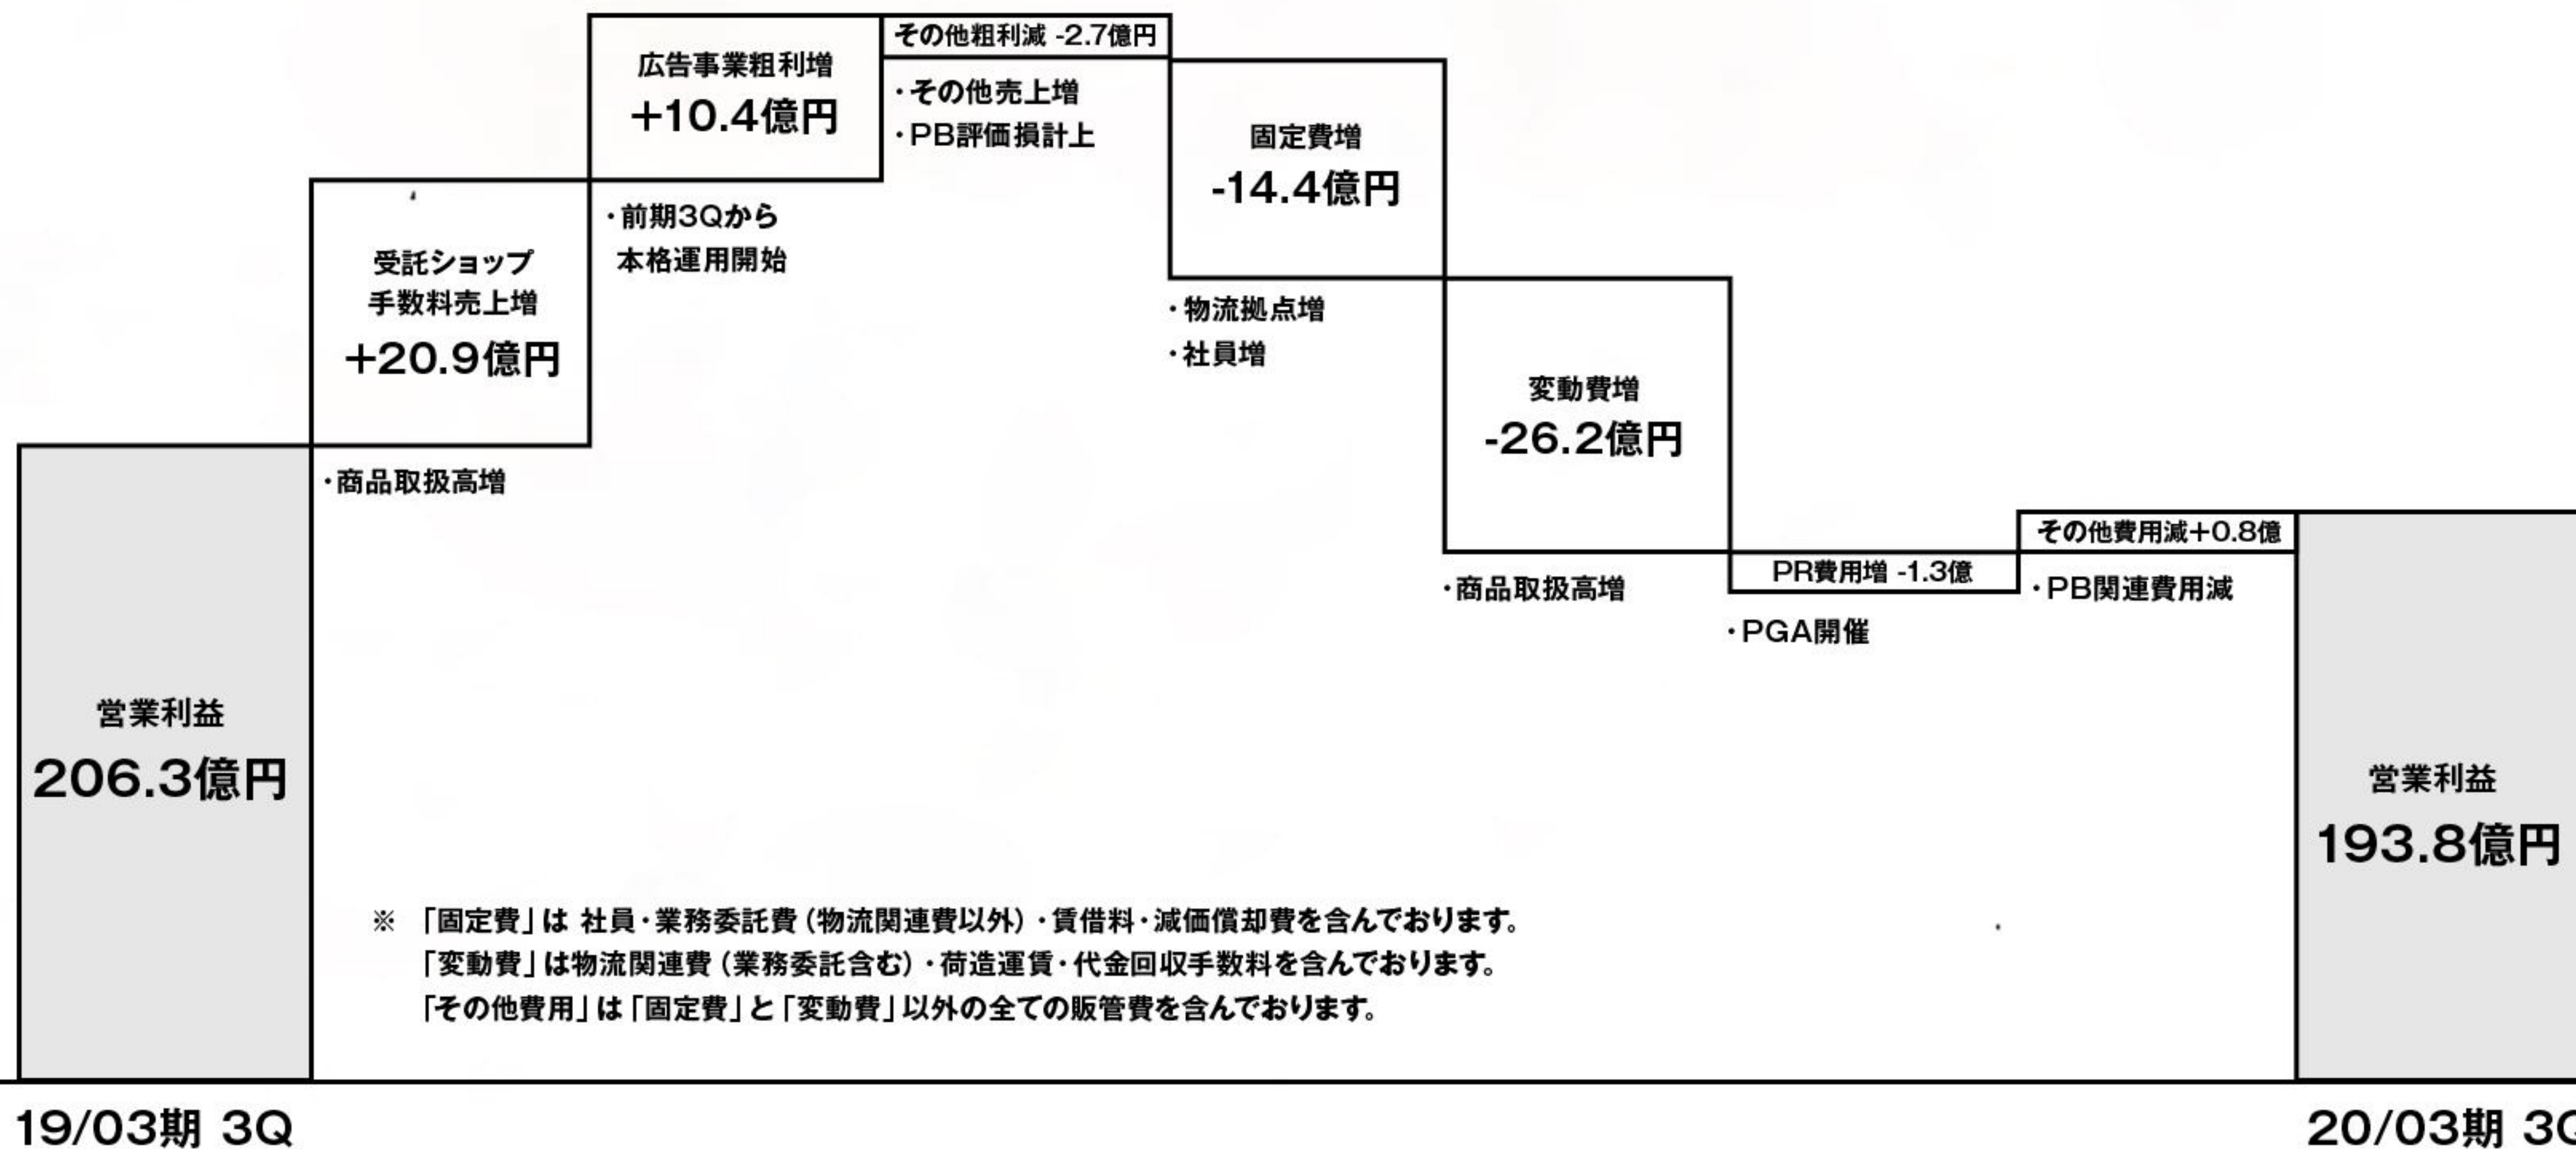 営業利益
206.3億円
受託ショップ
手数料売上増
+20.9億円
・商品取扱高増
広告事業粗利増
+10.4億円
・前期3Qから
本格運用開始
その他粗利減 -2.7億円
・その他売上増
・PB評価損計上
固定費増
-14.4億円
・物流拠点増
・社員増
変動費増
-26.2億円
・商品取扱高増
PR費用増 -1.3億
・PGA開催
その他費用減+0.8億
・PB関連費用減
営業利益
193.8億円
※ 「固定費」は 社員・業務委託費(物流関連費以外)・賃借料・減価償却費を含んでおります。
「変動費」は物流関連費(業務委託含む)・荷造運賃・代金回収手数料を含んでおります。
「その他費用」は「固定費」と「変動費」以外の全ての販管費を含んでおります。
19/03期 3Q
20/03期 3Q